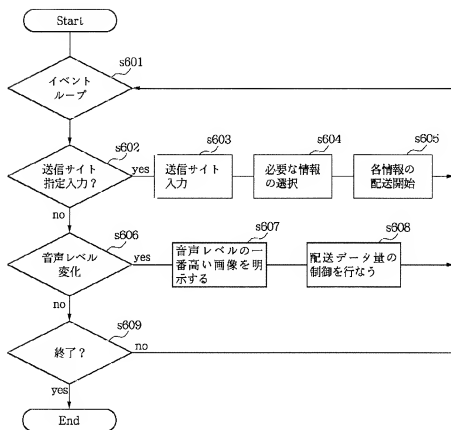 Start
s601
イベント
ループ
s602
送信サイト
指定入力？
yes
no
s603
送信サイト
入力
s604
必要な情報
の選択
s605
各情報の
配送開始
s606
音声レベル
変化
yes
no
s607
音声レベルの一
番高い画像を明
示する
s608
配送データ量の
制御を行なう
s609
終了？
no
yes
End